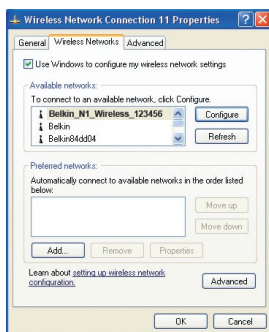 Wireless Network Connection 11 Properties
General Wireless Networks Advanced
Use Windows to configure my wireless network settings
Available networks:
To connect to an available network, click Configure.
Belkin_N1_Wireless_123456
Configure
Belkin
Belkin84dd04
Refresh
Preferred networks:
Automatically connect to available networks in the order listed
below:
Move up
Move down
Add... Remove Properties
Learn about setting up wireless network
configuration.
Advanced
OK Cancel